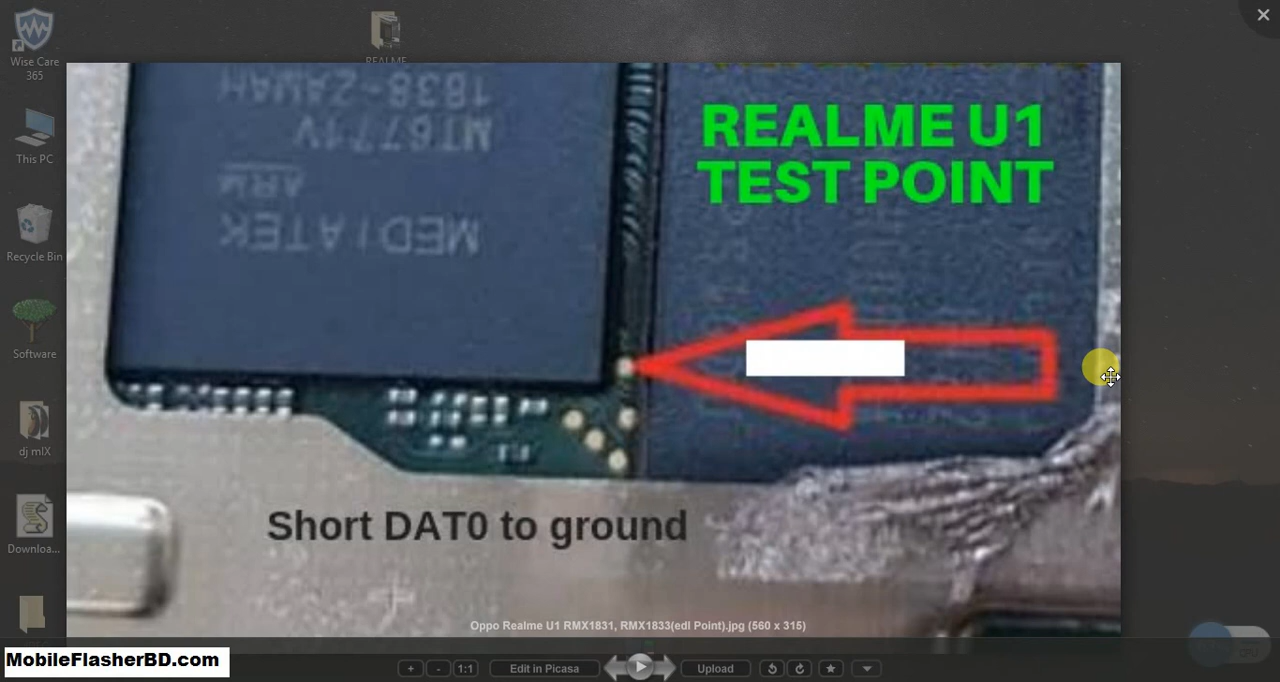 Wise Care
365
REALME
This PC
Recycle Bin
Software
dj mIX
Downloa...
1838-ZAMAH
MT6771V
ARM
MEDIATEK
REALME U1
TEST POINT
Short DAT0 to ground
Oppo Realme U1 RMX1831, RMX1833(edl Point).jpg (560 x 315)
MobileFlasherBD.com
+
-
1:1
Edit in Picasa
Upload